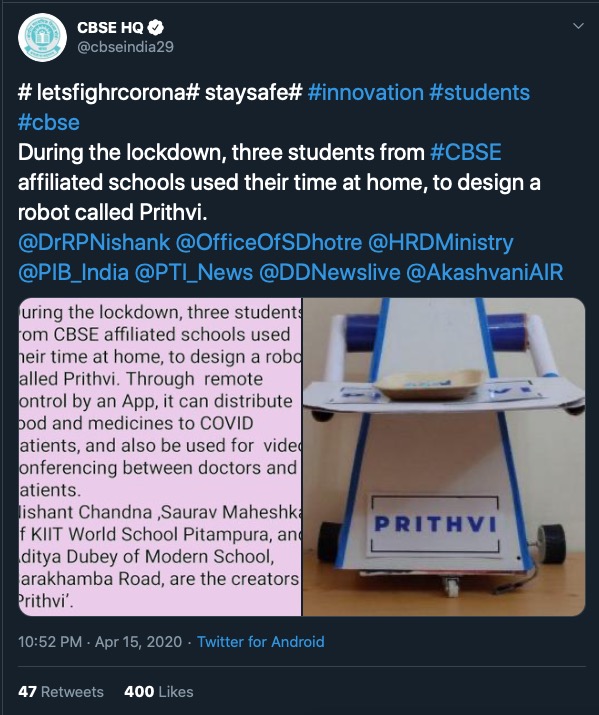 CBSE HQ
@cbseindia29
# letsfighrcorona# staysafe# #innovation #students
#cbse
During the lockdown, three students from #CBSE
affiliated schools used their time at home, to design a
robot called Prithvi.
@DrRPNishank @OfficeOfSDhotre @HRDMinistry
@PIB_India @PTI_News @DDNewslive @AkashvaniAIR
uring the lockdown, three students
rom CBSE affiliated schools used
heir time at home, to design a robo
alled Prithvi. Through remote
ontrol by an App, it can distribute
ood and medicines to COVID
atients, and also be used for vide
onferencing between doctors and
atients.
ishant Chandna ,Saurav Maheshka
f KIIT World School Pitampura, and
ditya Dubey of Modern School,
arakhamba Road, are the creators
Prithvi'.
PRITHVI
10:52 PM · Apr 15, 2020 · Twitter for Android
47 Retweets 400 Likes